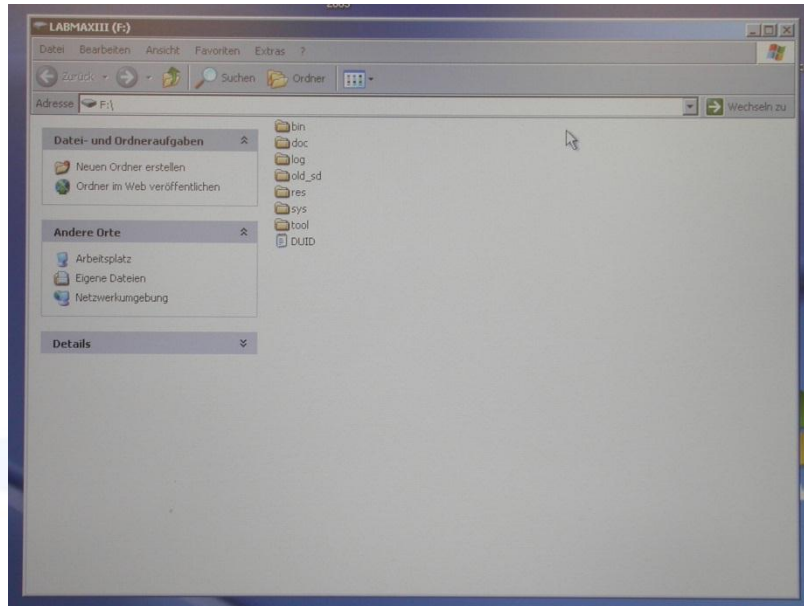 2005
LABMAXIII (F:)
Datei Bearbeiten Ansicht Favoriten Extras ?
Zurück Suchen Ordner
Adresse F:\ Wechseln zu
Datei- und Ordneraufgaben
Neuen Ordner erstellen
Ordner im Web veröffentlichen
Andere Orte
Arbeitsplatz
Eigene Dateien
Netzwerkumgebung
Details
bin
doc
log
old_sd
res
sys
tool
DUID